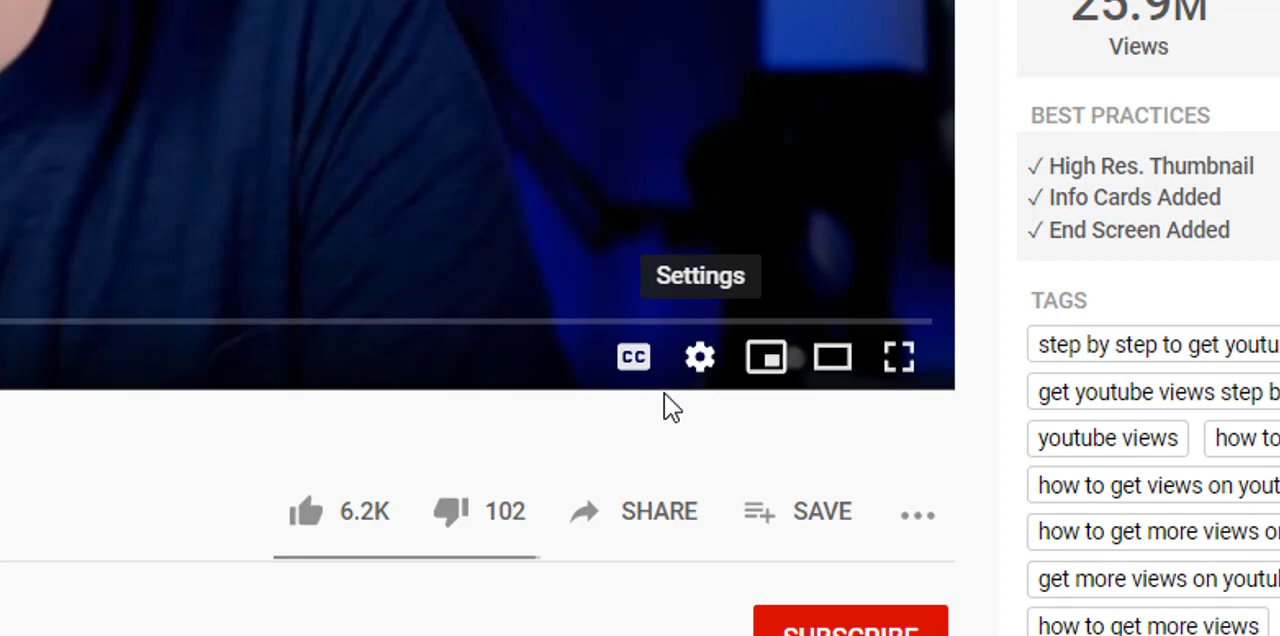 25.9M
Views
BEST PRACTICES
✓ High Res. Thumbnail
✓ Info Cards Added
✓ End Screen Added
Settings
CC
TAGS
step by step to get youtu
get youtube views step b
youtube views
how to
how to get views on yout
how to get more views o
get more views on youtu
how to get more views
6.2K
102
SHARE
SAVE
SUBSCRIBE